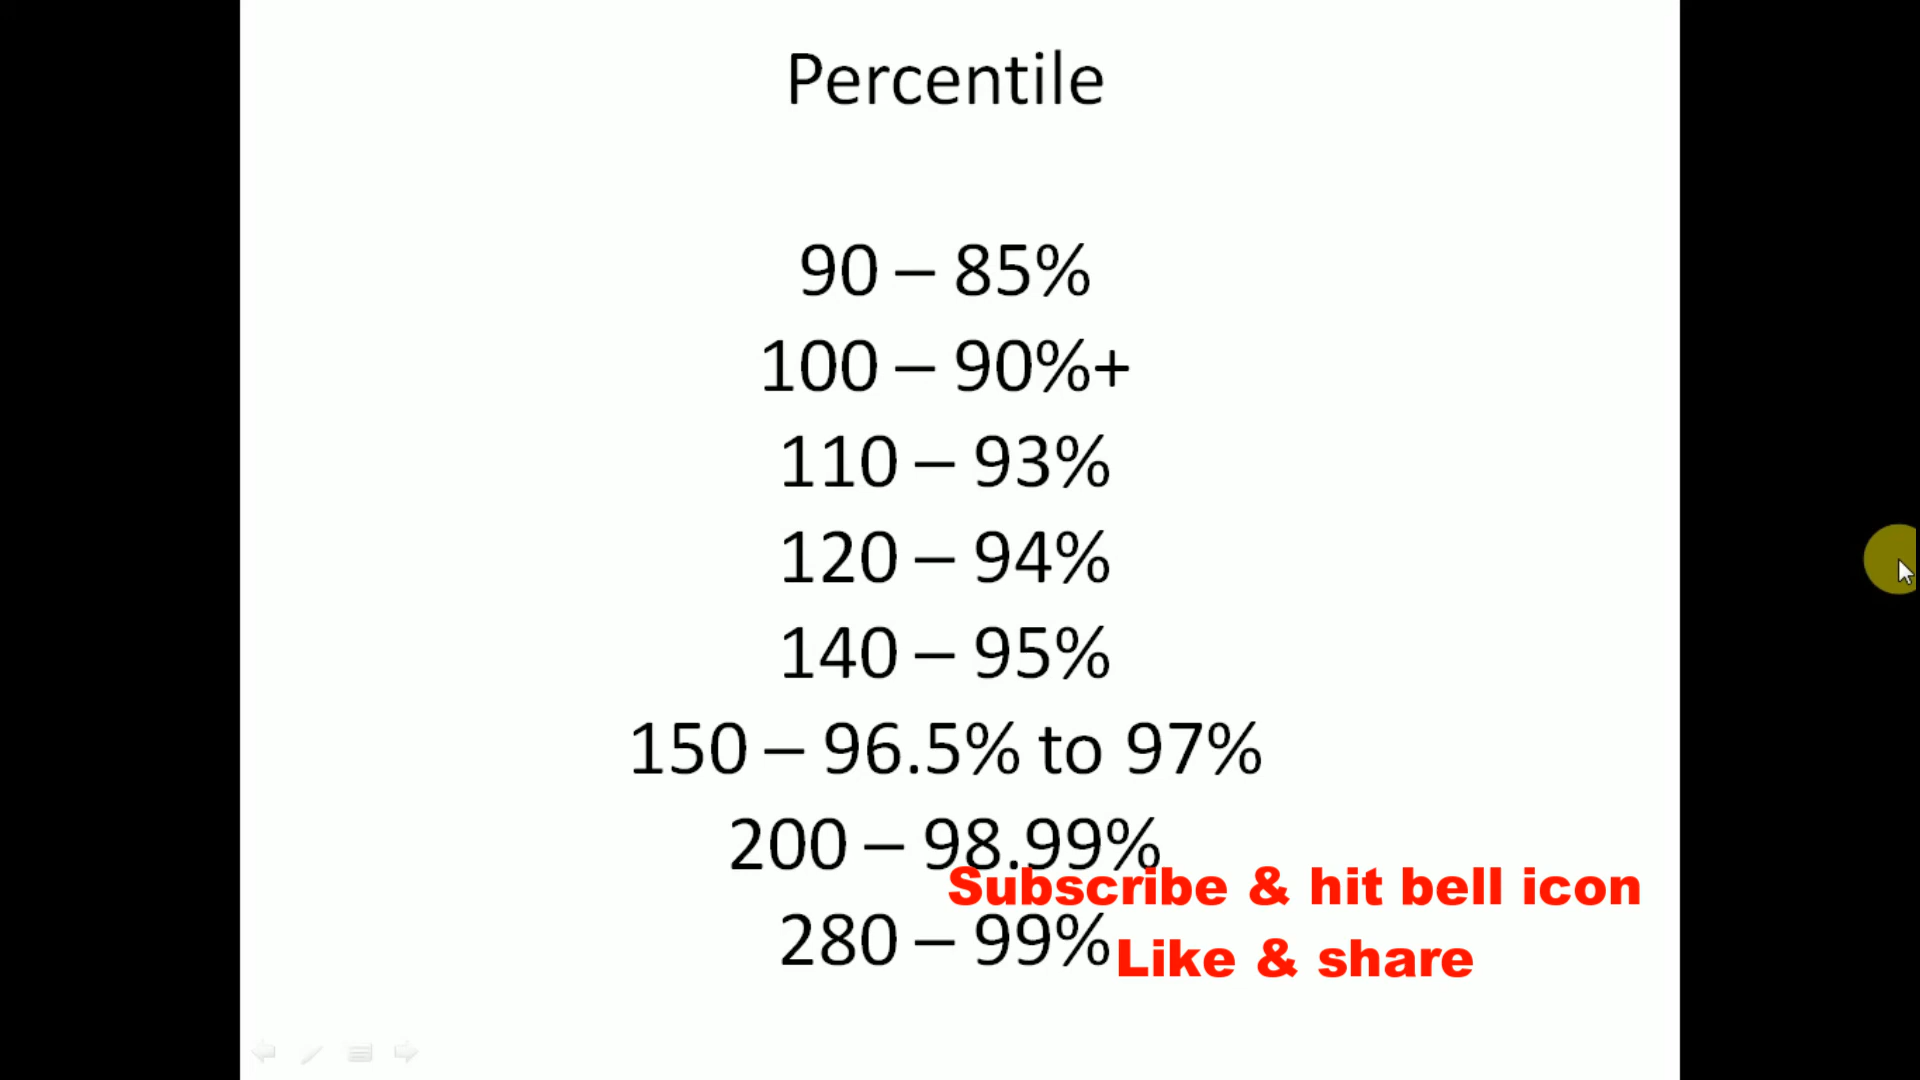 Percentile
90 – 85%
100 – 90%+
110 – 93%
120 – 94%
140 – 95%
150 – 96.5% to 97%
200 – 98.99%
Subscribe & hit bell icon
280 – 99%
Like & share